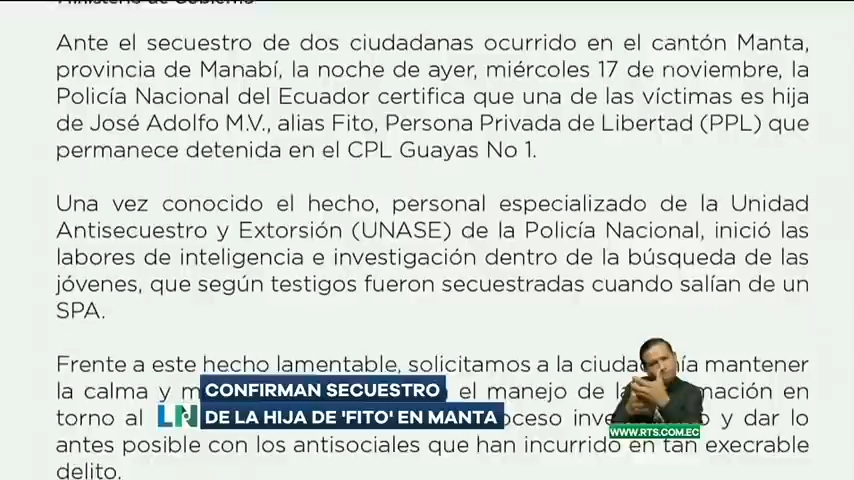 Ministerio de Gobierno
Ante el secuestro de dos ciudadanas ocurrido en el cantón Manta,
provincia de Manabí, la noche de ayer, miércoles 17 de noviembre, la
Policía Nacional del Ecuador certifica que una de las víctimas es hija
de José Adolfo M.V., alias Fito, Persona Privada de Libertad (PPL) que
permanece detenida en el CPL Guayas No 1.
Una vez conocido el hecho, personal especializado de la Unidad
Antisecuestro y Extorsión (UNASE) de la Policía Nacional, inició las
labores de inteligencia e investigación dentro de la búsqueda de las
jóvenes, que según testigos fueron secuestradas cuando salían de un
SPA.
Frente a este hecho lamentable, solicitamos a la mantener
la calma y el manejo de en
torno al y dar lo
antes posible con los antisociales que han incurrido en tan execrable
delito.
CONFIRMAN SECUESTRO
LN DE LA HIJA DE 'FITO' EN MANTA
WWW.RTS.COM.EC